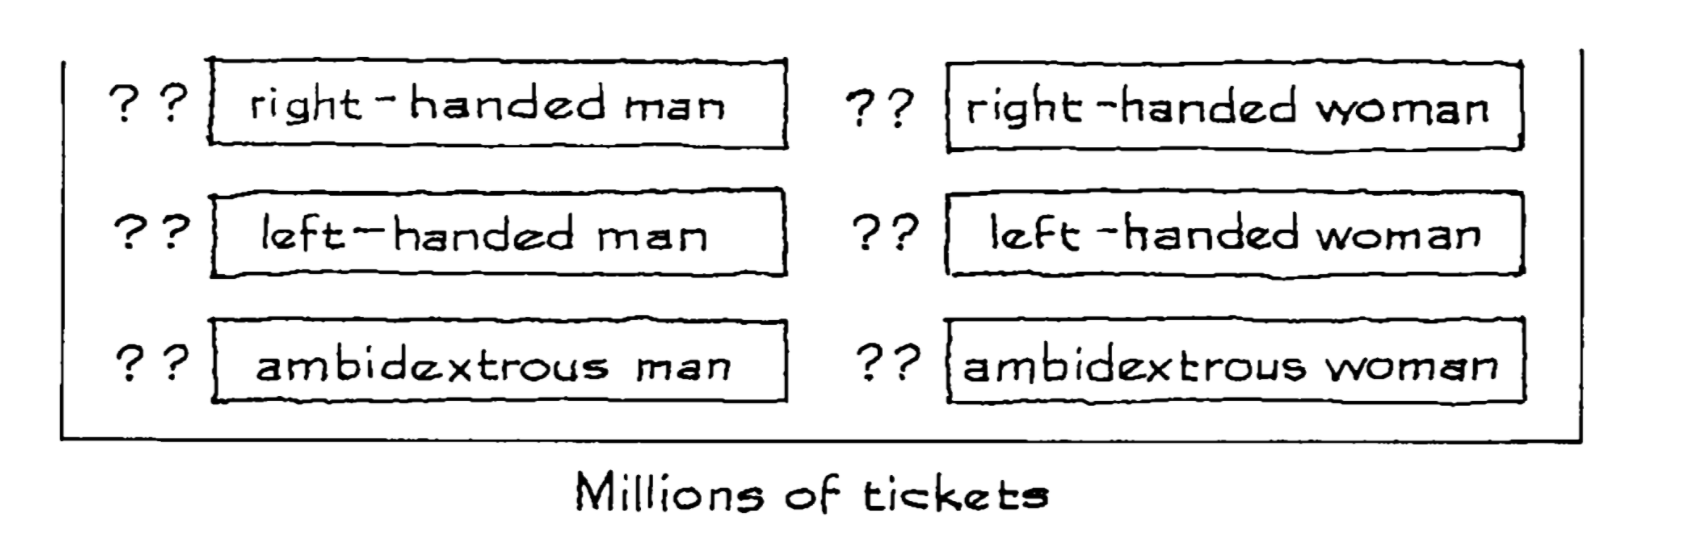 ?? right-handed man ?? right-handed woman
?? left-handed man ?? left-handed woman
?? ambidextrous man ?? ambidextrous woman
Millions of tickets